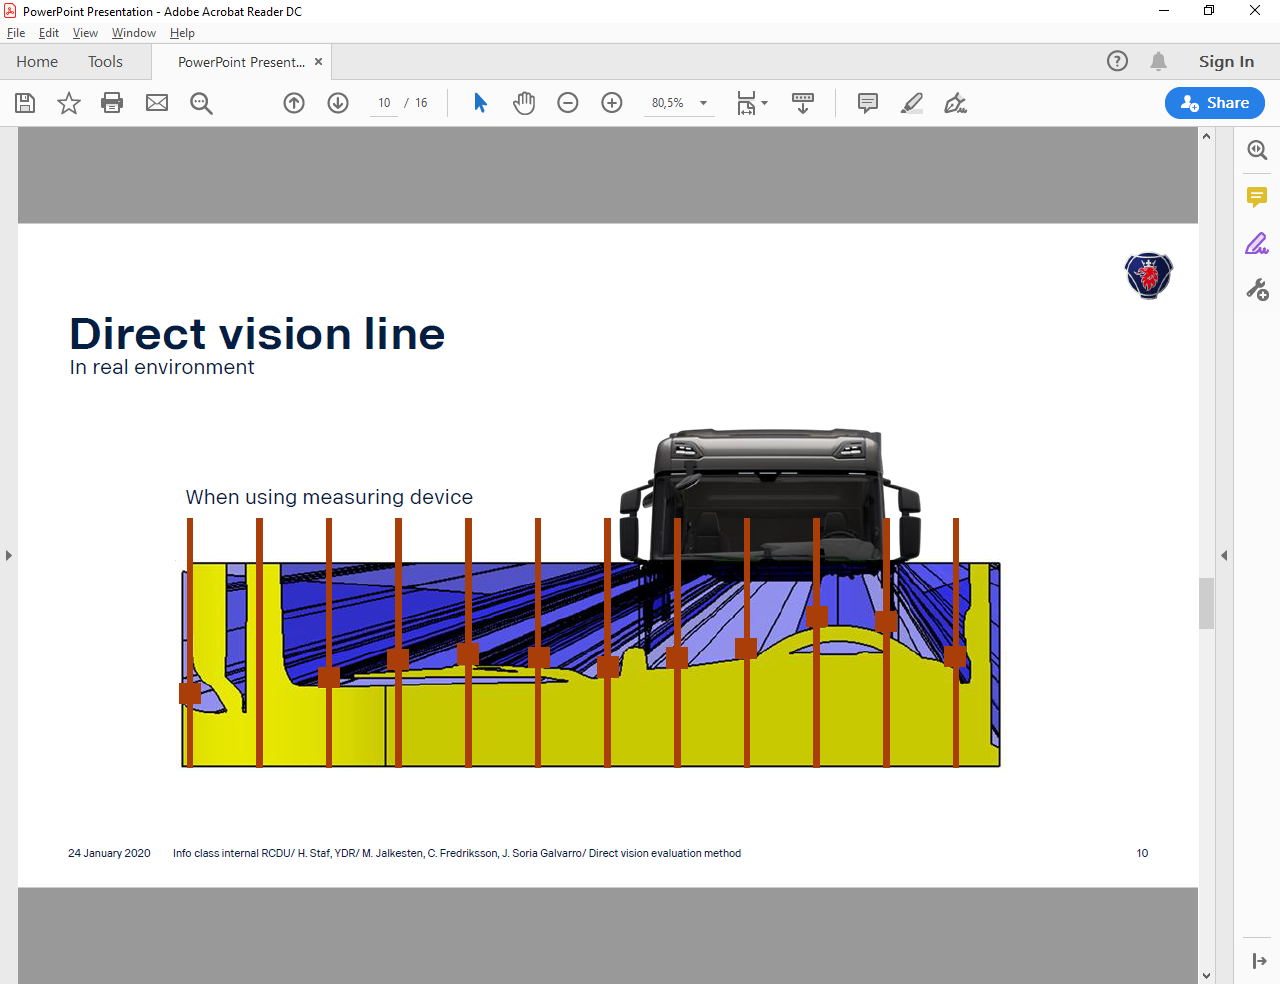 PowerPoint Presentation - Adobe Acrobat Reader DC
File Edit View Window Help
Home Tools PowerPoint Present... Sign In
10 / 16 80,5% Share
Direct vision line
In real environment
When using measuring device
24 January 2020 Info class internal RCDU/ H. Staf, YDR/ M. Jalkesten, C. Fredriksson, J. Soria Galvarro/ Direct vision evaluation method 10